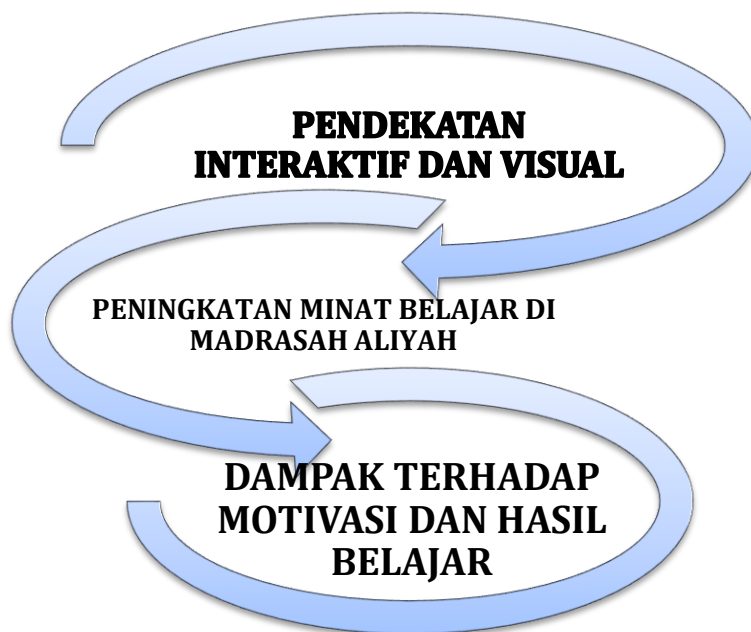 PENDEKATAN
INTERAKTIF DAN VISUAL
PENINGKATAN MINAT BELAJAR DI
MADRASAH ALIYAH
DAMPAK TERHADAP
MOTIVASI DAN HASIL
BELAJAR